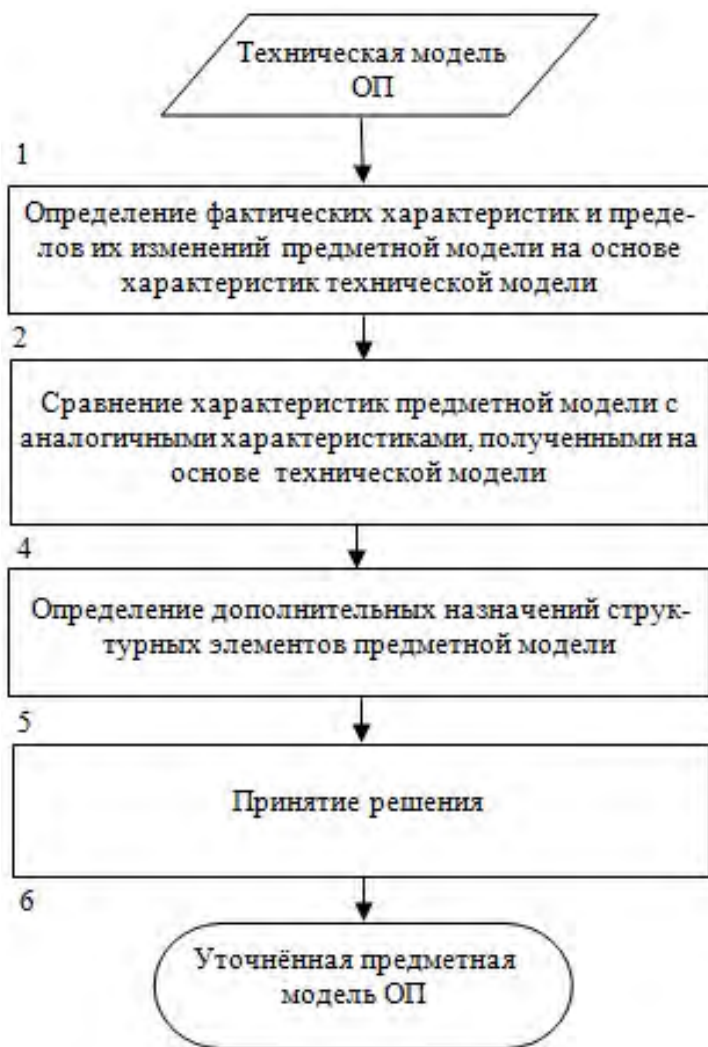 Техническая модель
ОП
1
Определение фактических характеристик и преде-
лов их изменений предметной модели на основе
характеристик технической модели
2
Сравнение характеристик предметной модели с
аналогичными характеристиками, полученными на
основе технической модели
4
Определение дополнительных назначений струк-
турных элементов предметной модели
5
Принятие решения
6
Уточнённая предметная
модель ОП